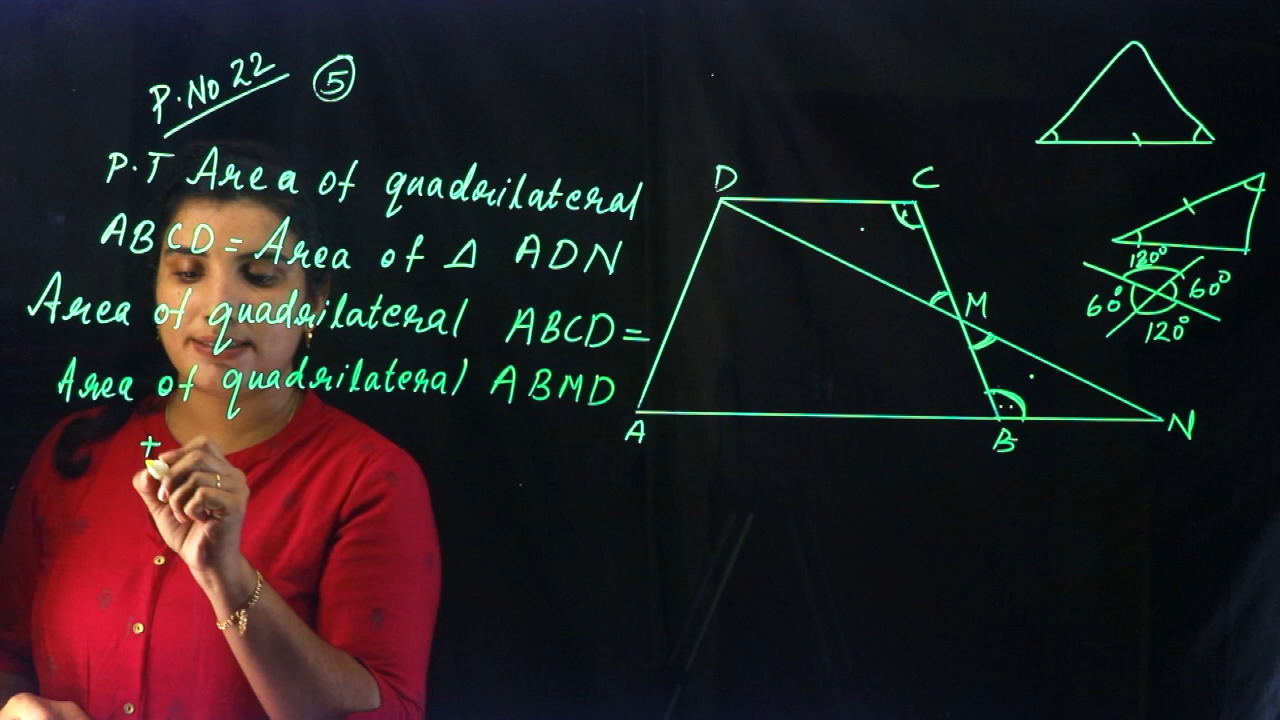 P.No 22 5
P.T Area of quadrilateral
ABCD = Area of Δ ADN
Area of quadrilateral ABCD =
Area of quadrilateral ABMD
+
D C
M
A B N
120°
60° 60°
120°